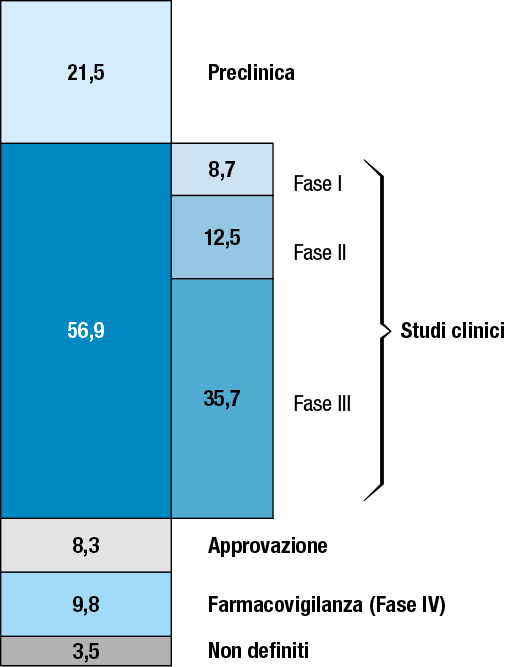 21,5 Preclinica
8,7 Fase I
12,5 Fase II
56,9 Studi clinici
35,7 Fase III
8,3 Approvazione
9,8 Farmacovigilanza (Fase IV)
3,5 Non definiti